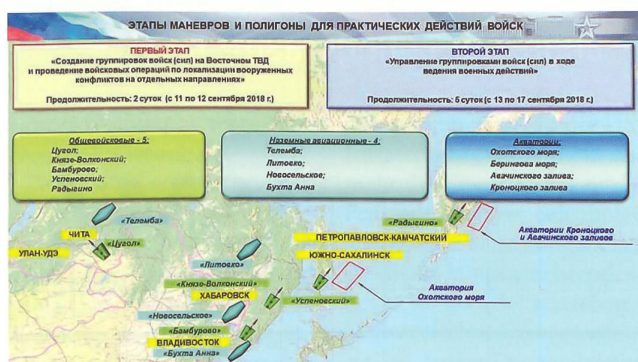 ЭТАПЫ МАНЕВРОВ И ПОЛИГОНЫ ДЛЯ ПРАКТИЧЕСКИХ ДЕЙСТВИЙ ВОЙСК
ПЕРВЫЙ ЭТАП
«Создание группировок войск (сил) на Восточном ТВД
и проведение войсковых операций по локализации вооруженных
конфликтов на отдельных направлениях»
Продолжительность: 2 суток (с 11 по 12 сентября 2018 г.)
ВТОРОЙ ЭТАП
«Управление группировками войск (сил) в ходе
ведения военных действий»
Продолжительность: 5 суток (с 13 по 17 сентября 2018 г.)
Общевойсковые - 5:
Цугол;
Князе-Волконский;
Бамбурово;
Успеновский;
Радыгино
Наземные авиационные - 4:
Телемба;
Литовко;
Новосельское;
Бухта Анна
Акватории:
Охотского моря;
Берингова моря;
Авачинского залива;
Кроноцкого залива
«Телемба»
ЧИТА
«Цугол»
УЛАН-УДЭ
«Радыгино»
ПЕТРОПАВЛОВСК-КАМЧАТСКИЙ
Акватории Кроноцкого
и Авачинского заливов
ЮЖНО-САХАЛИНСК
«Литовко»
«Князе-Волконский»
ХАБАРОВСК
Акватория
Охотского моря
«Успеновский»
«Новосельское»
«Бамбурово»
ВЛАДИВОСТОК
«Бухта Анна»